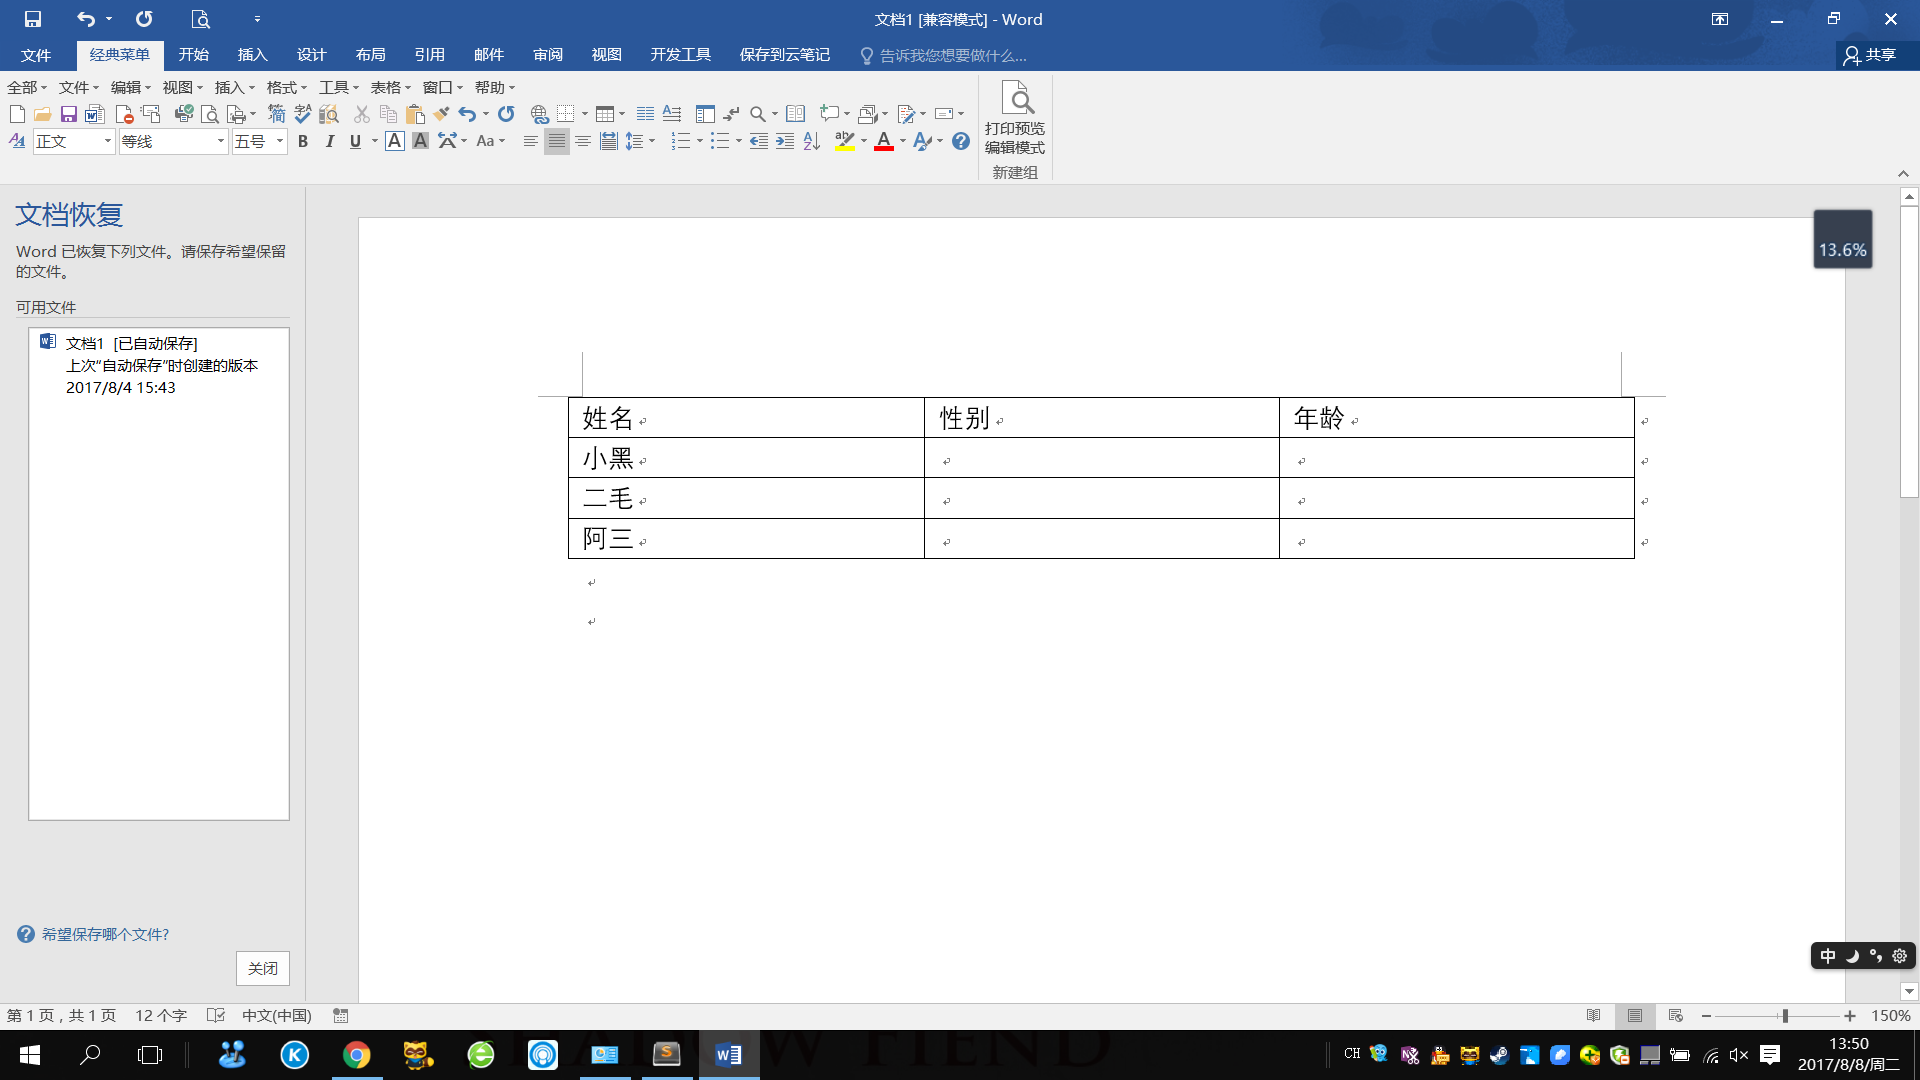 文档1 [兼容模式] - Word
文件 经典菜单 开始 插入 设计 布局 引用 邮件 审阅 视图 开发工具 保存到云笔记 告诉我您想要做什么... 共享
全部 文件 编辑 视图 插入 格式 工具 表格 窗口 帮助
正文 等线 五号 B I U A A Aa
打印预览
编辑模式
新建组
文档恢复
Word 已恢复下列文件。请保存希望保留
的文件。
可用文件
文档1 [已自动保存]
上次“自动保存”时创建的版本
2017/8/4 15:43
希望保存哪个文件?
关闭
13.6%
姓名 性别 年龄
小黑
二毛
阿三
中
第 1 页，共 1 页 12 个字 中文(中国) 150%
CH
13:50
2017/8/8/周二